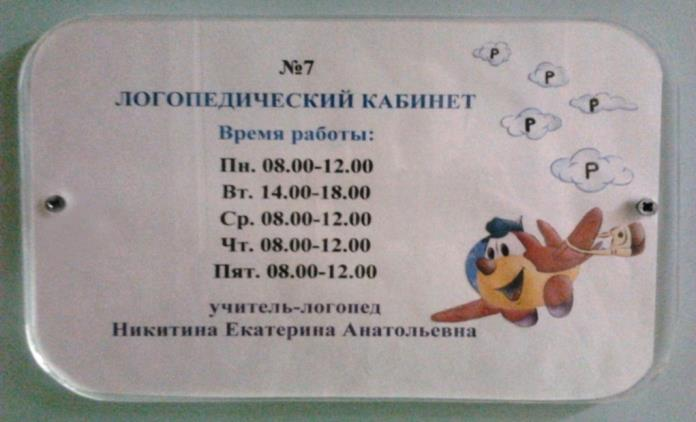 №7
ЛОГОПЕДИЧЕСКИЙ КАБИНЕТ
Время работы:
Пн. 08.00-12.00
Вт. 14.00-18.00
Ср. 08.00-12.00
Чт. 08.00-12.00
Пят. 08.00-12.00
учитель-логопед
Никитина Екатерина Анатольевна
Р
Р
Р
Р
Р